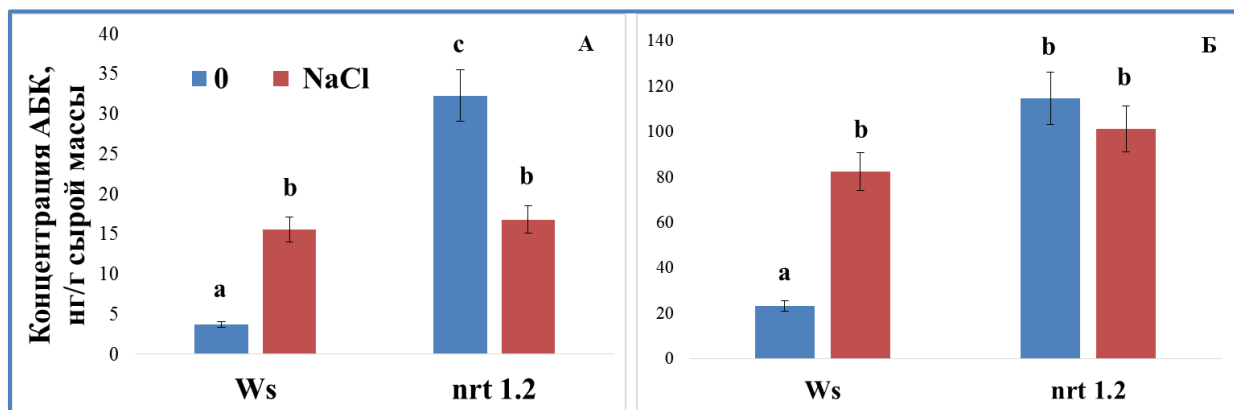 Концентрация АБК,
нг/г сырой массы
40
35
30
25
20
15
10
5
0
0 NaCl
А
a
b
c
b
Ws nrt 1.2
140
120
100
80
60
40
20
0
Б
a
b
b
b
Ws nrt 1.2